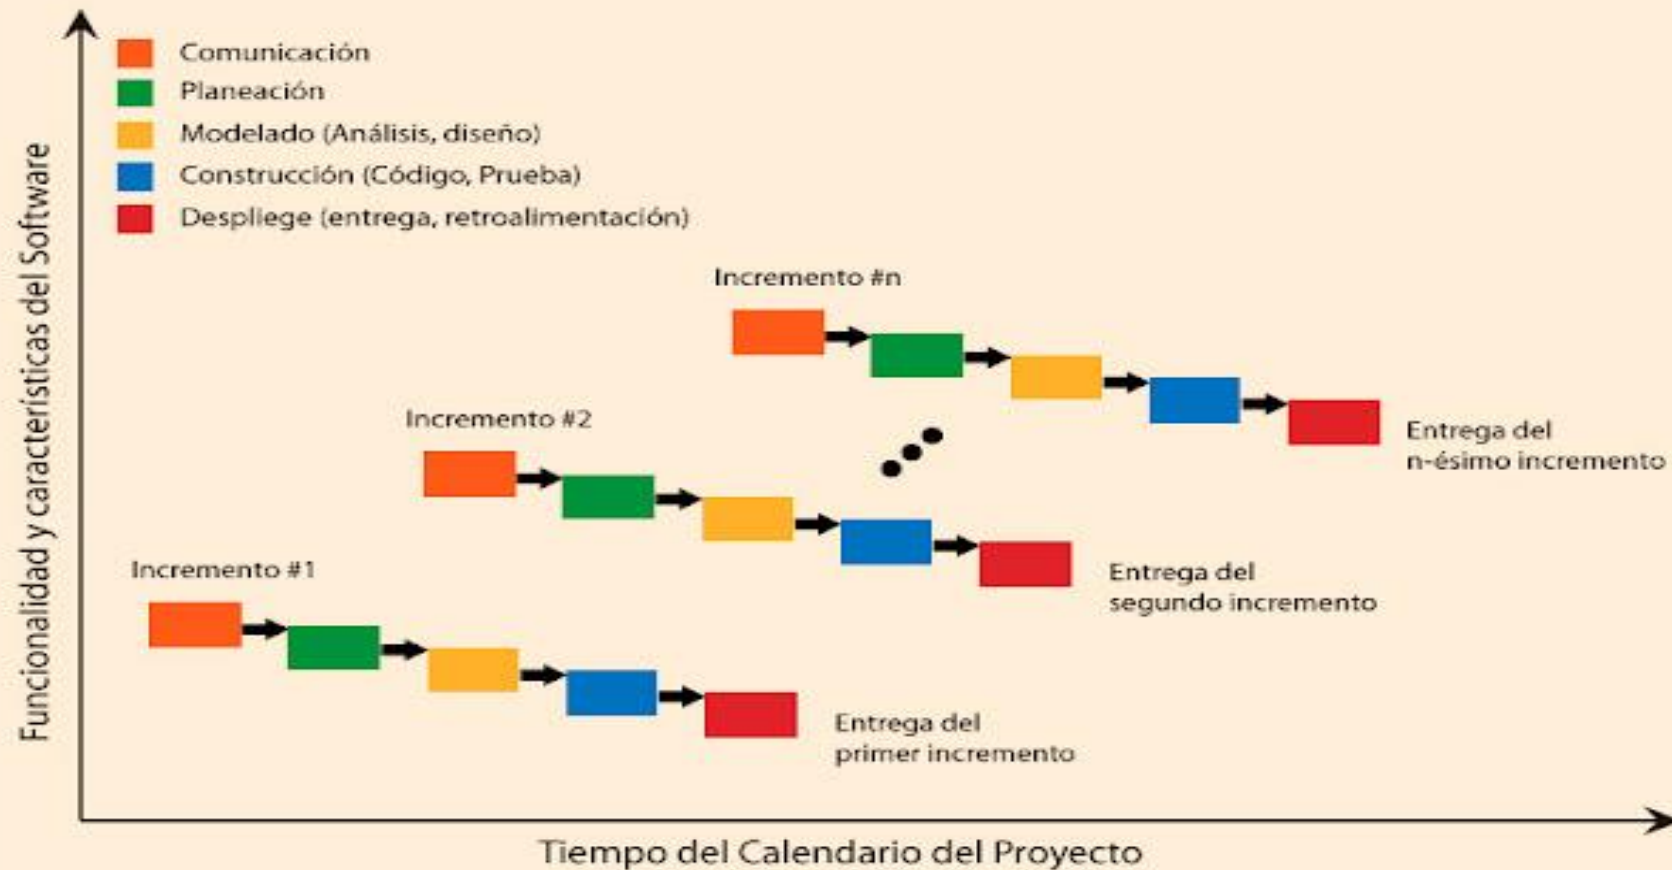 Comunicación
Planeación
Modelado (Análisis, diseño)
Construcción (Código, Prueba)
Despliege (entrega, retroalimentación)
Funcionalidad y características del Software
Incremento #n
Entrega del
n-ésimo incremento
Incremento #2
Entrega del
segundo incremento
Incremento #1
Entrega del
primer incremento
Tiempo del Calendario del Proyecto